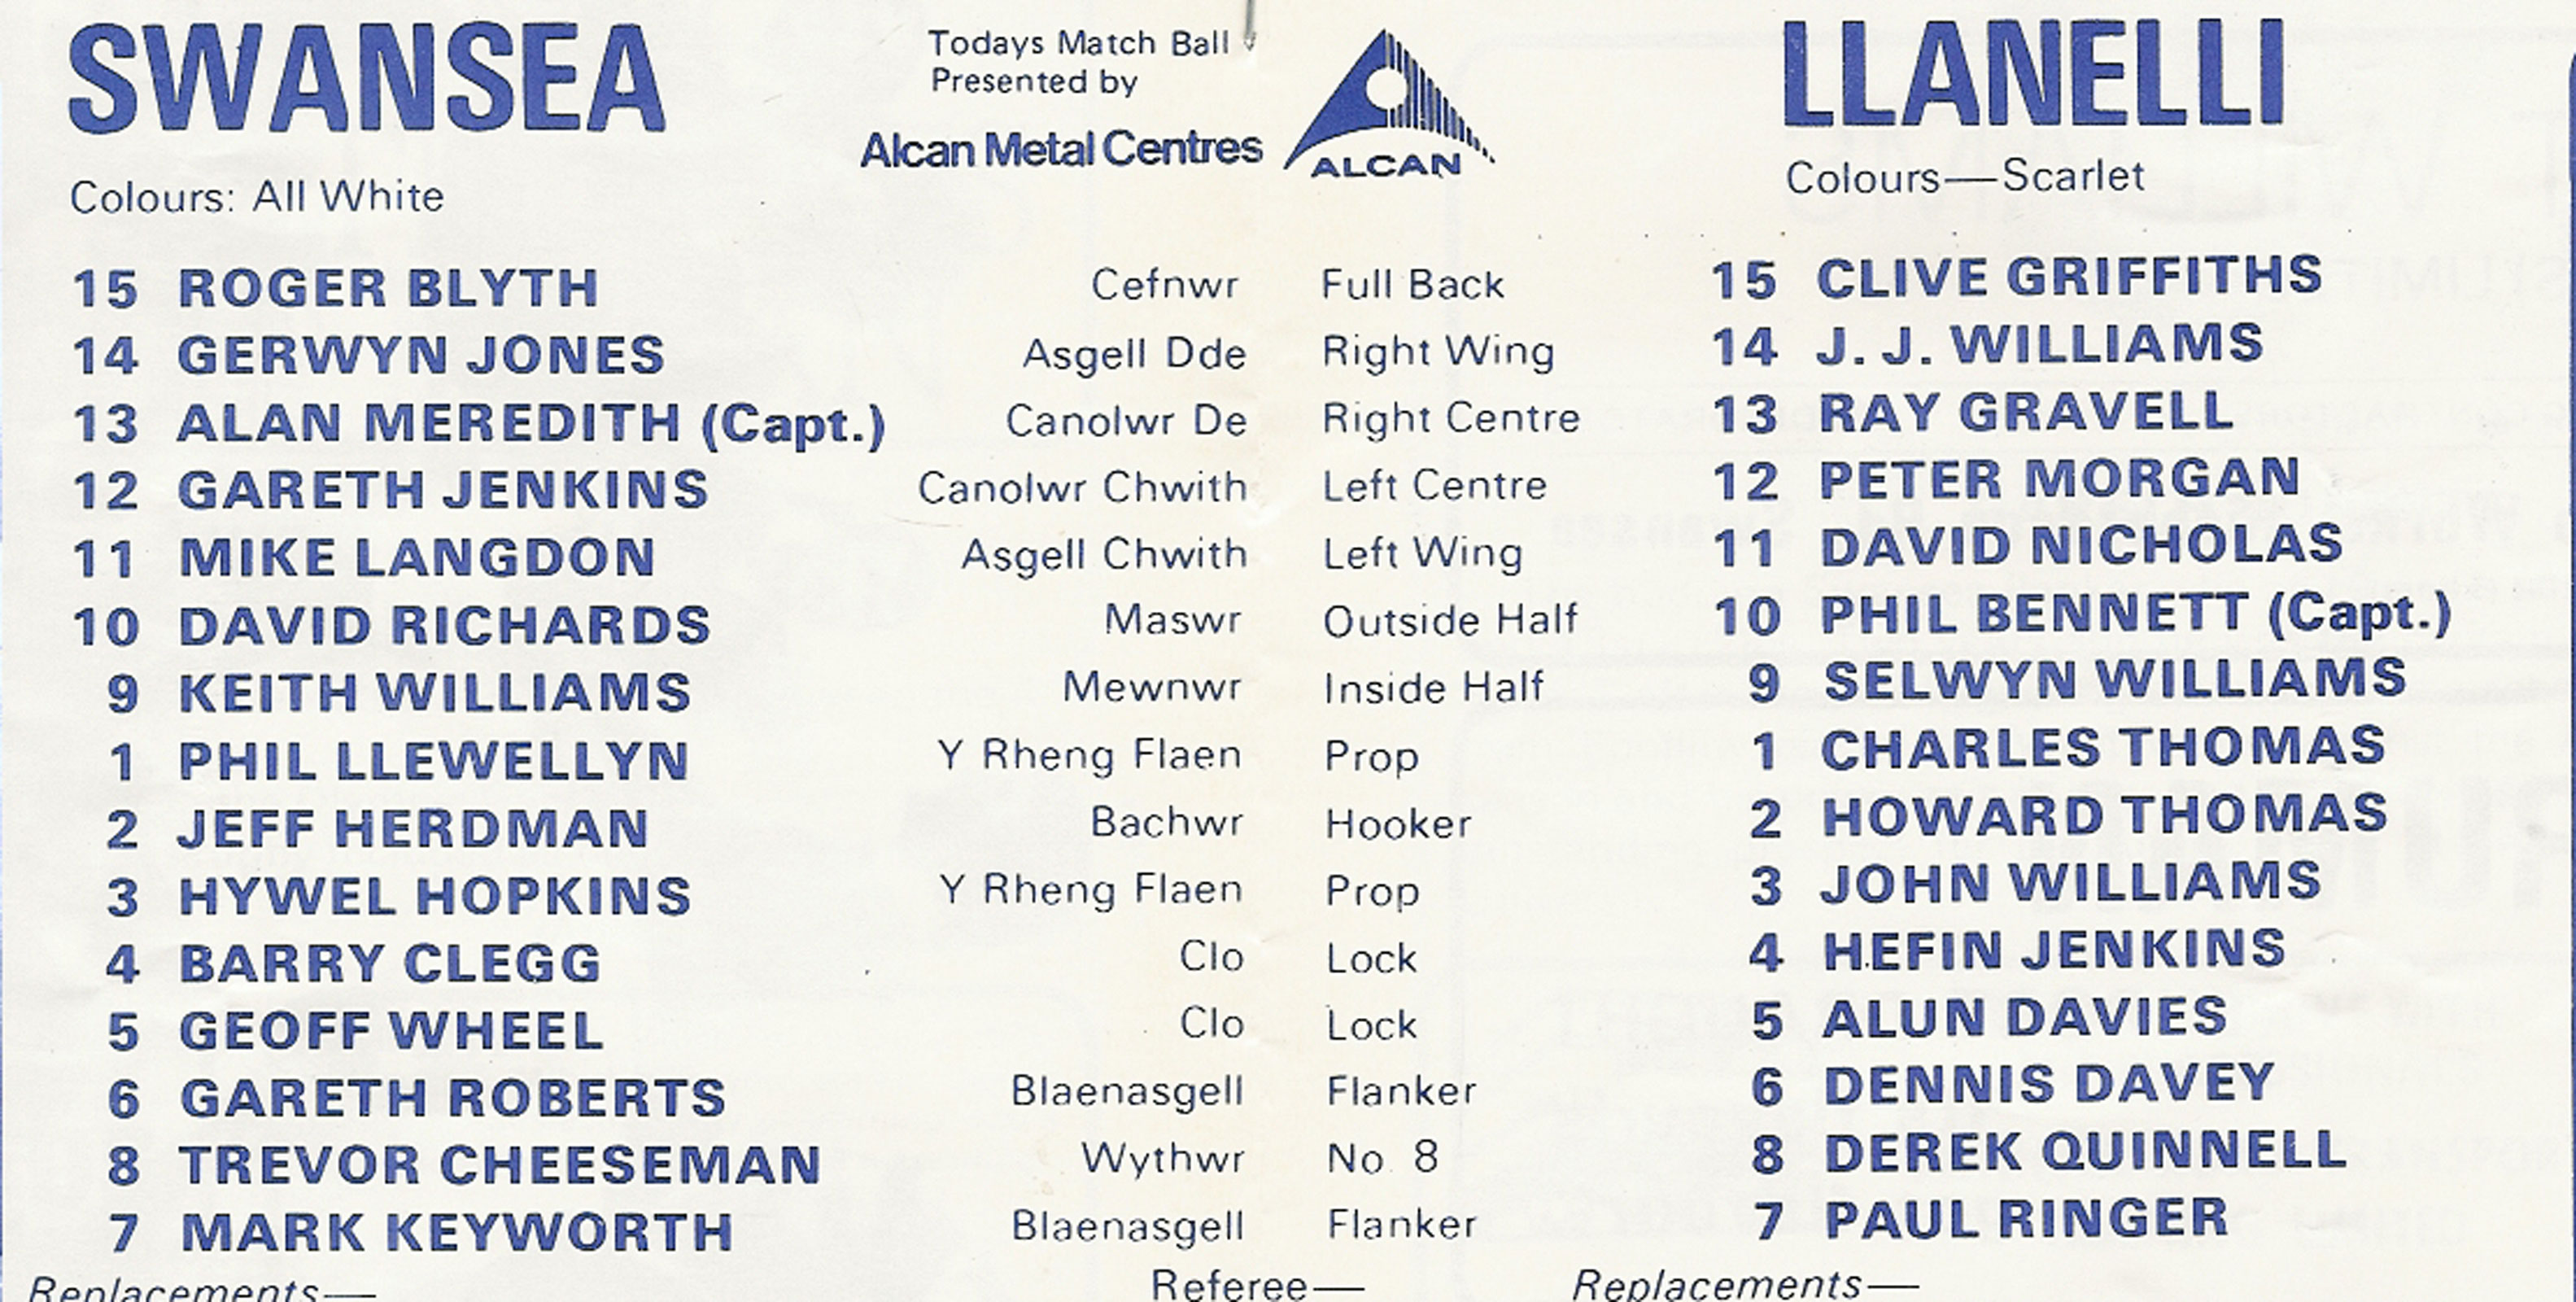 SWANSEA
Colours: All White
Todays Match Ball
Presented by
Alcan Metal Centres
ALCAN
LLANELLI
Colours—Scarlet
15 ROGER BLYTH Cefnwr Full Back 15 CLIVE GRIFFITHS
14 GERWYN JONES Asgell Dde Right Wing 14 J. J. WILLIAMS
13 ALAN MEREDITH (Capt.) Canolwr De Right Centre 13 RAY GRAVELL
12 GARETH JENKINS Canolwr Chwith Left Centre 12 PETER MORGAN
11 MIKE LANGDON Asgell Chwith Left Wing 11 DAVID NICHOLAS
10 DAVID RICHARDS Maswr Outside Half 10 PHIL BENNETT (Capt.)
9 KEITH WILLIAMS Mewnwr Inside Half 9 SELWYN WILLIAMS
1 PHIL LLEWELLYN Y Rheng Flaen Prop 1 CHARLES THOMAS
2 JEFF HERDMAN Bachwr Hooker 2 HOWARD THOMAS
3 HYWEL HOPKINS Y Rheng Flaen Prop 3 JOHN WILLIAMS
4 BARRY CLEGG Clo Lock 4 HEFIN JENKINS
5 GEOFF WHEEL Clo Lock 5 ALUN DAVIES
6 GARETH ROBERTS Blaenasgell Flanker 6 DENNIS DAVEY
8 TREVOR CHEESEMAN Wythwr No. 8 8 DEREK QUINNELL
7 MARK KEYWORTH Blaenasgell Flanker 7 PAUL RINGER
Replacements— Referee— Replacements—